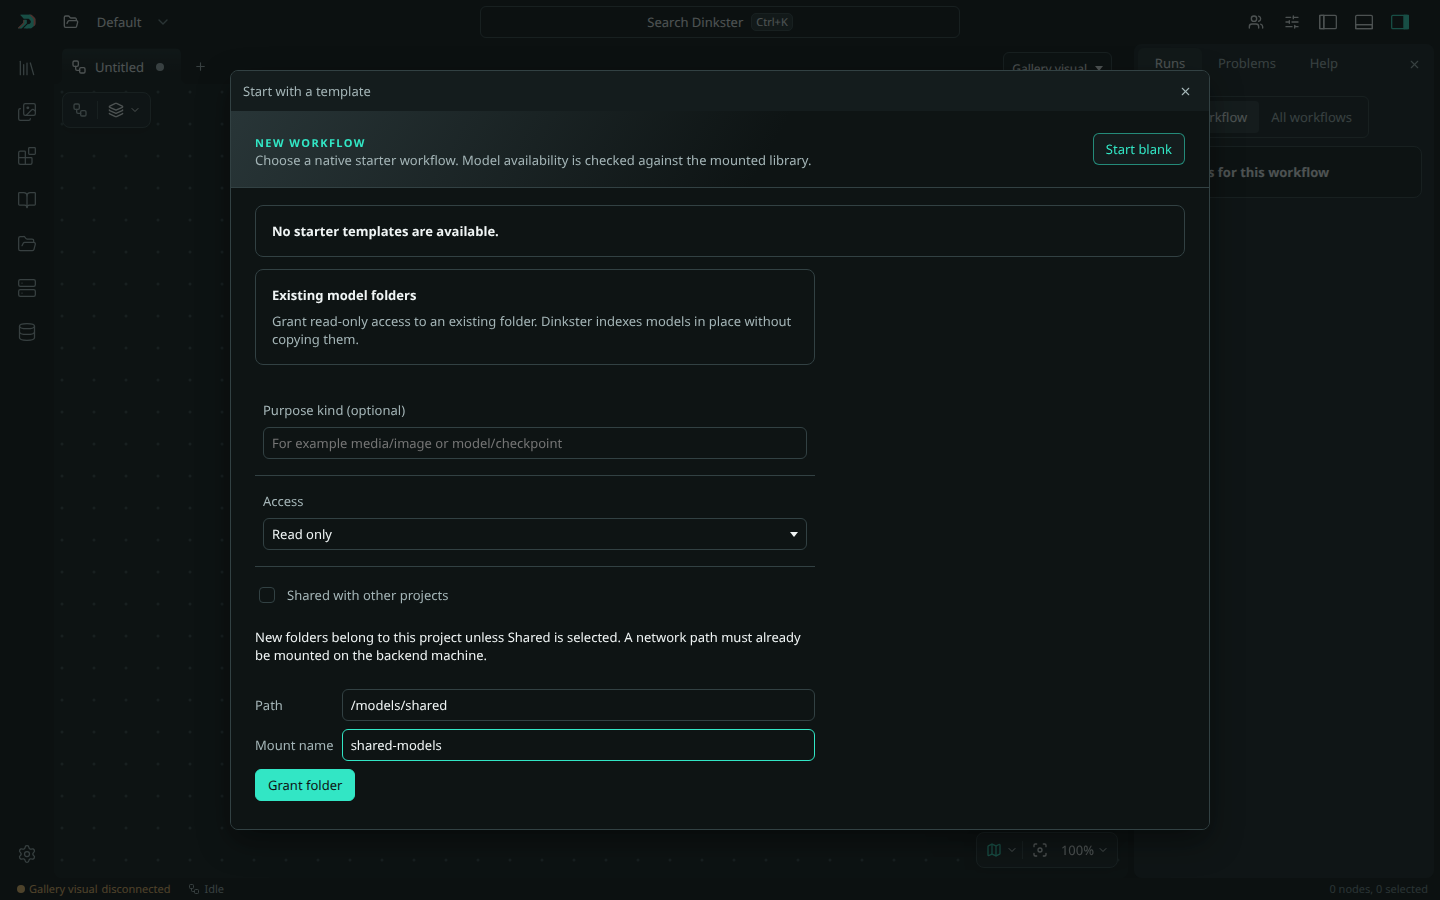 Default
Search Dinkster Ctrl+K
Untitled
Gallery visual
Runs Problems Help
Start with a template
NEW WORKFLOW
Choose a native starter workflow. Model availability is checked against the mounted library.
Start blank
All workflows
for this workflow
No starter templates are available.
Existing model folders
Grant read-only access to an existing folder. Dinkster indexes models in place without
copying them.
Purpose kind (optional)
For example media/image or model/checkpoint
Access
Read only
Shared with other projects
New folders belong to this project unless Shared is selected. A network path must already
be mounted on the backend machine.
Path /models/shared
Mount name shared-models
Grant folder
100%
Gallery visual disconnected Idle
0 nodes, 0 selected